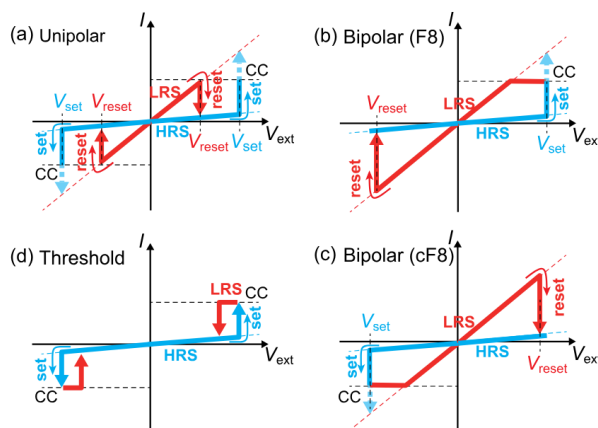 (a) Unipolar
I
CC
V_set
V_reset
LRS
reset
set
HRS
V_ext
set
reset
V_reset
V_set
CC
(b) Bipolar (F8)
I
CC
V_reset
LRS
set
HRS
V_ex
V_set
reset
(d) Threshold
I
LRS
CC
set
HRS
V_ext
set
CC
(c) Bipolar (cF8)
I
V_set
LRS
reset
HRS
V_ex
set
V_reset
CC